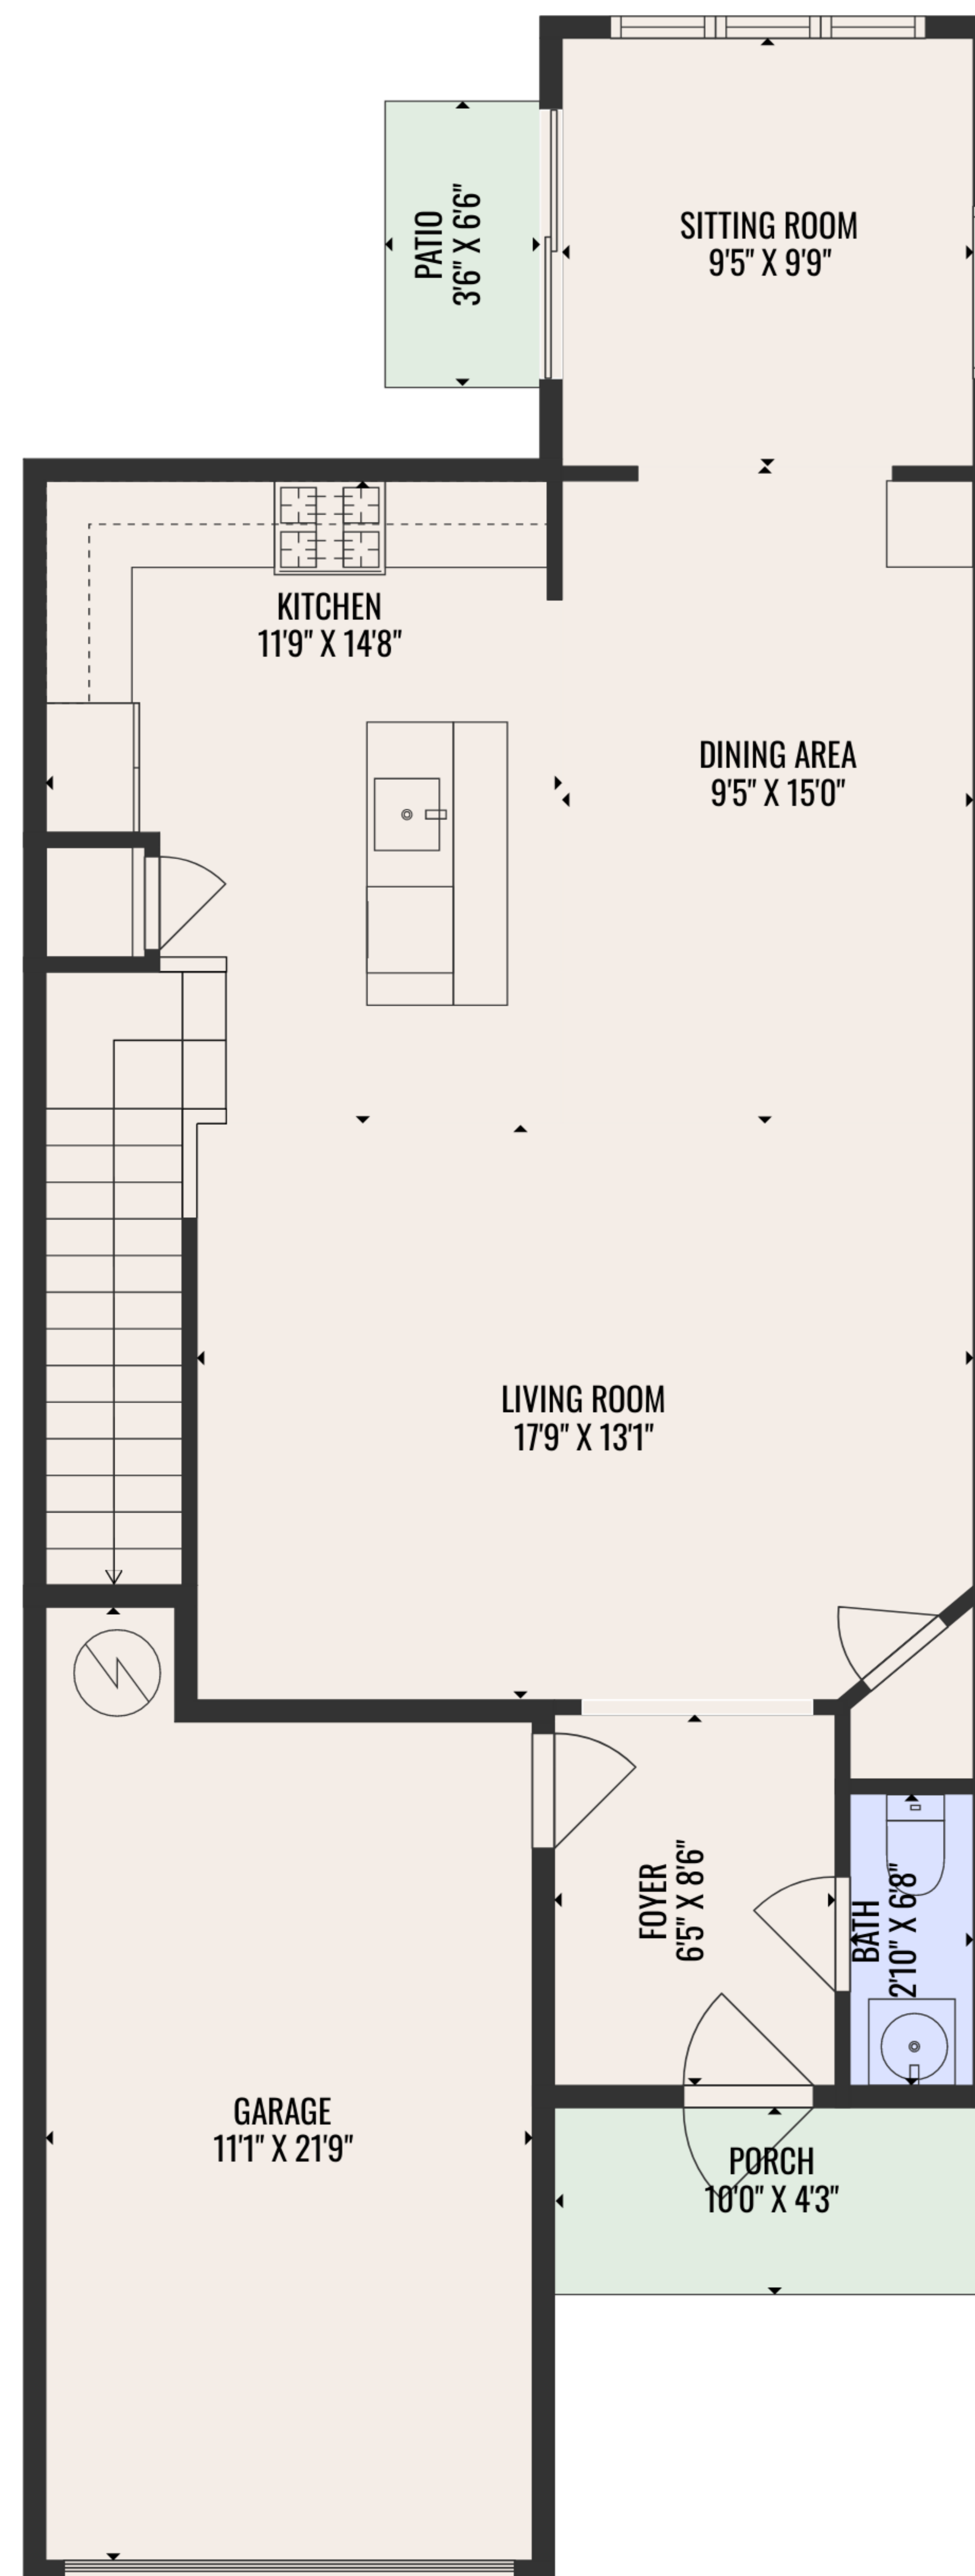 PATIO
3'6" X 6'6"
SITTING ROOM
9'5" X 9'9"
KITCHEN
11'9" X 14'8"
DINING AREA
9'5" X 15'0"
LIVING ROOM
17'9" X 13'1"
FOYER
6'5" X 8'6"
BATH
2'10" X 6'8"
GARAGE
11'1" X 21'9"
PORCH
10'0" X 4'3"